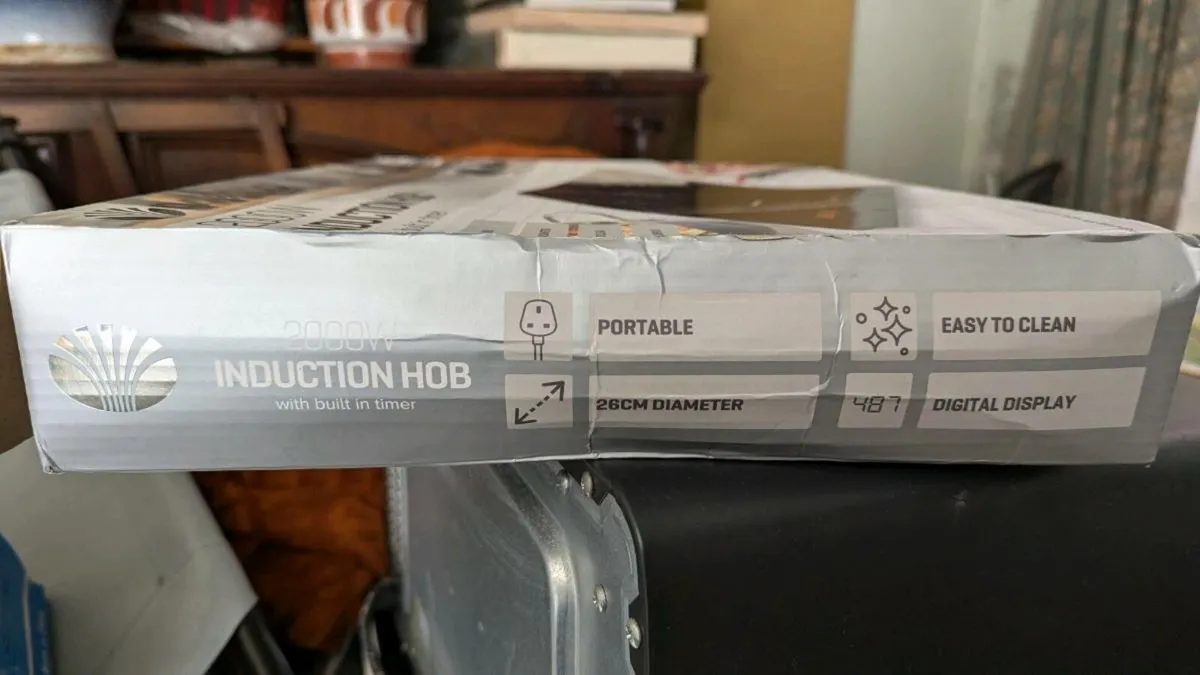 2000W
INDUCTION HOB
with built in timer
PORTABLE
26CM DIAMETER
EASY TO CLEAN
487
DIGITAL DISPLAY